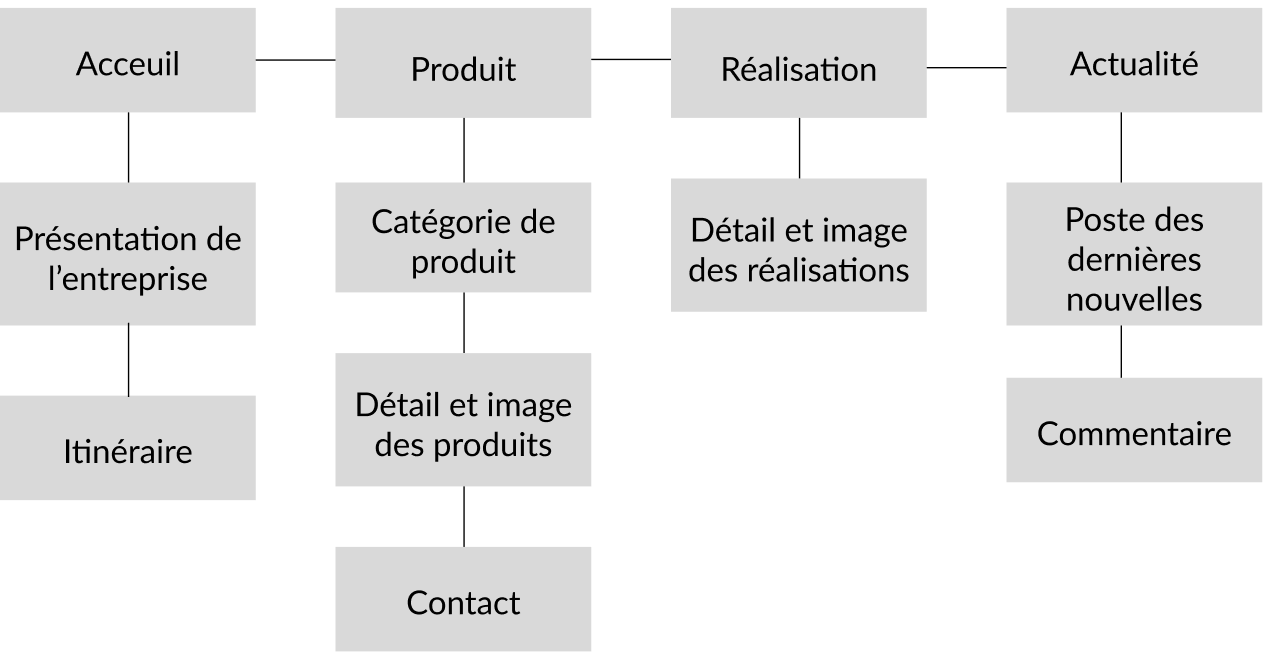 Acceuil
Produit
Réalisation
Actualité
Présentation de
l'entreprise
Catégorie de
produit
Détail et image
des réalisations
Poste des
dernières
nouvelles
Itinéraire
Détail et image
des produits
Commentaire
Contact